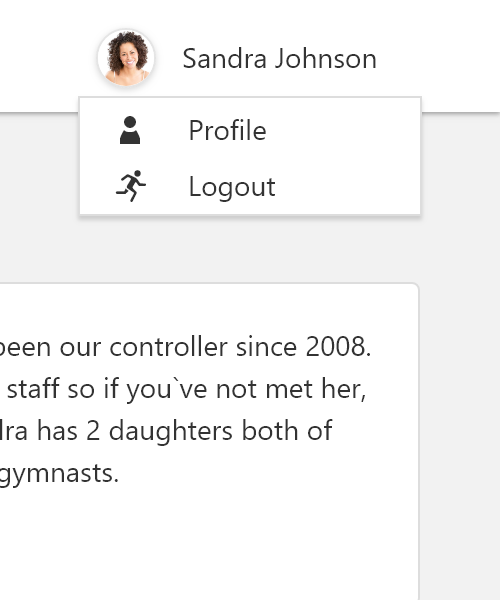 Sandra Johnson
Profile
Logout
been our controller since 2008.
staff so if you`ve not met her,
has 2 daughters both of
gymnasts.